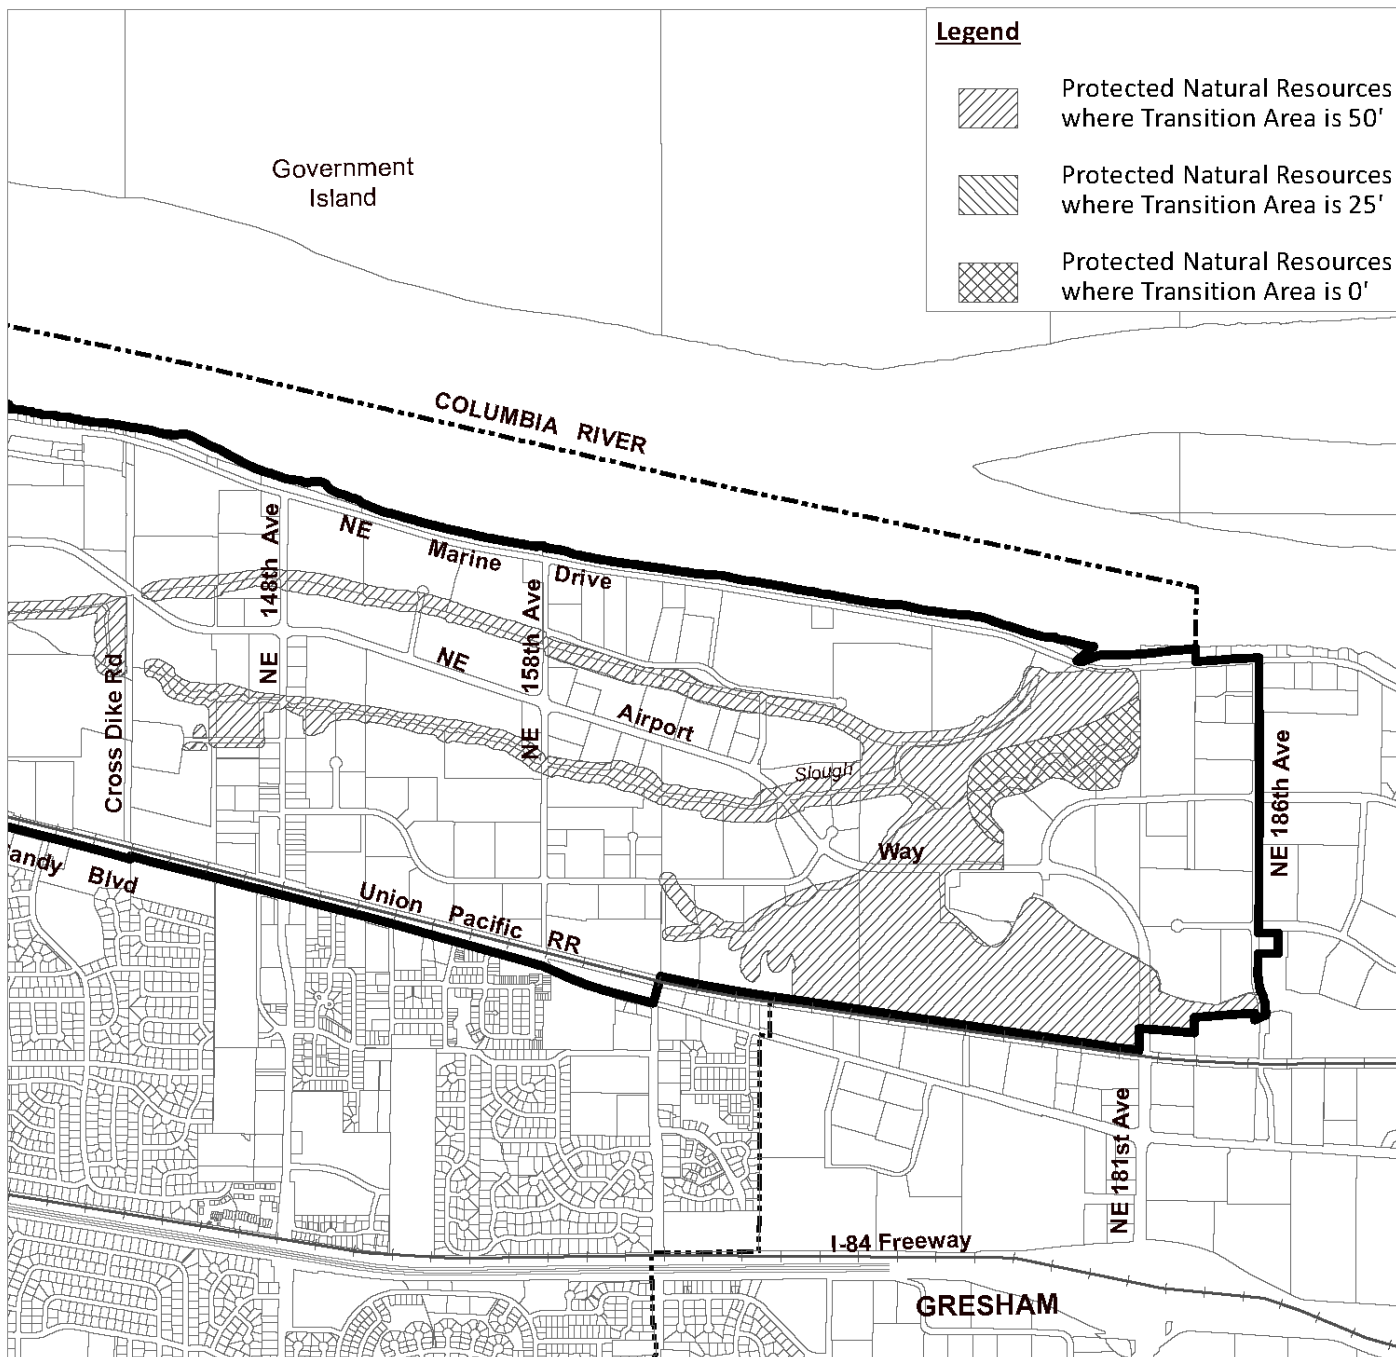 Legend
Protected Natural Resources
where Transition Area is 50'
Protected Natural Resources
where Transition Area is 25'
Protected Natural Resources
where Transition Area is 0'
Government
Island
COLUMBIA RIVER
NE Marine Drive
NE 148th Ave
NE 158th Ave
NE Airport Way
Cross Dike Rd
Slough
NE 186th Ave
andy Blvd
Union Pacific RR
NE 181st Ave
I-84 Freeway
GRESHAM